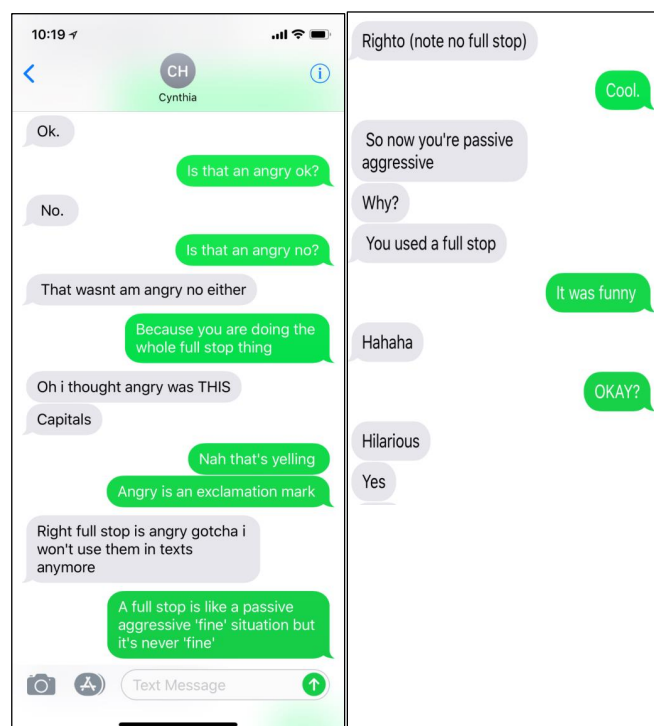 10:19
CH
Cynthia
Ok.
Is that an angry ok?
No.
Is that an angry no?
That wasnt am angry no either
Because you are doing the
whole full stop thing
Oh i thought angry was THIS
Capitals
Nah that's yelling
Angry is an exclamation mark
Right full stop is angry gotcha i
won't use them in texts
anymore
A full stop is like a passive
aggressive 'fine' situation but
it's never 'fine'
Text Message
Righto (note no full stop)
Cool.
So now you're passive
aggressive
Why?
You used a full stop
It was funny
Hahaha
OKAY?
Hilarious
Yes